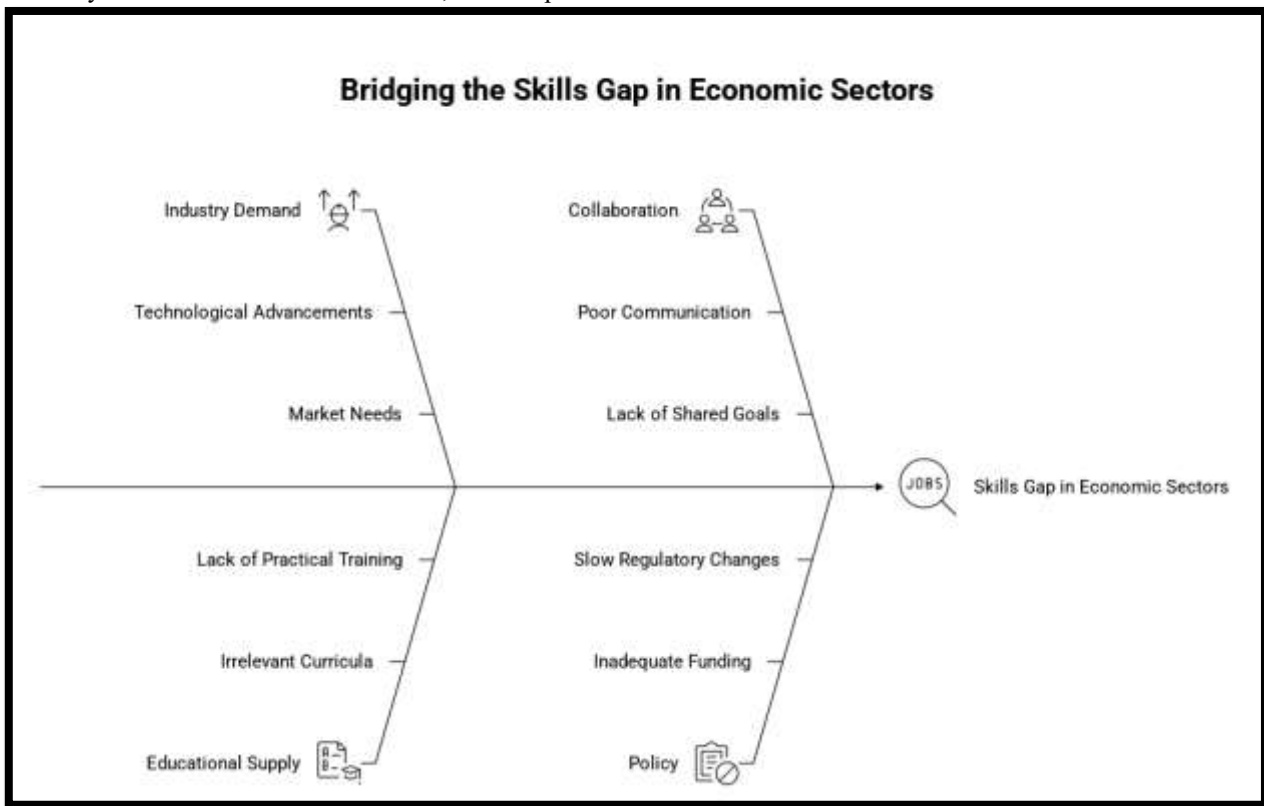 Bridging the Skills Gap in Economic Sectors
Industry Demand
Collaboration
Technological Advancements
Poor Communication
Market Needs
Lack of Shared Goals
JOBS
Skills Gap in Economic Sectors
Lack of Practical Training
Slow Regulatory Changes
Irrelevant Curricula
Inadequate Funding
A
B
Educational Supply
Policy